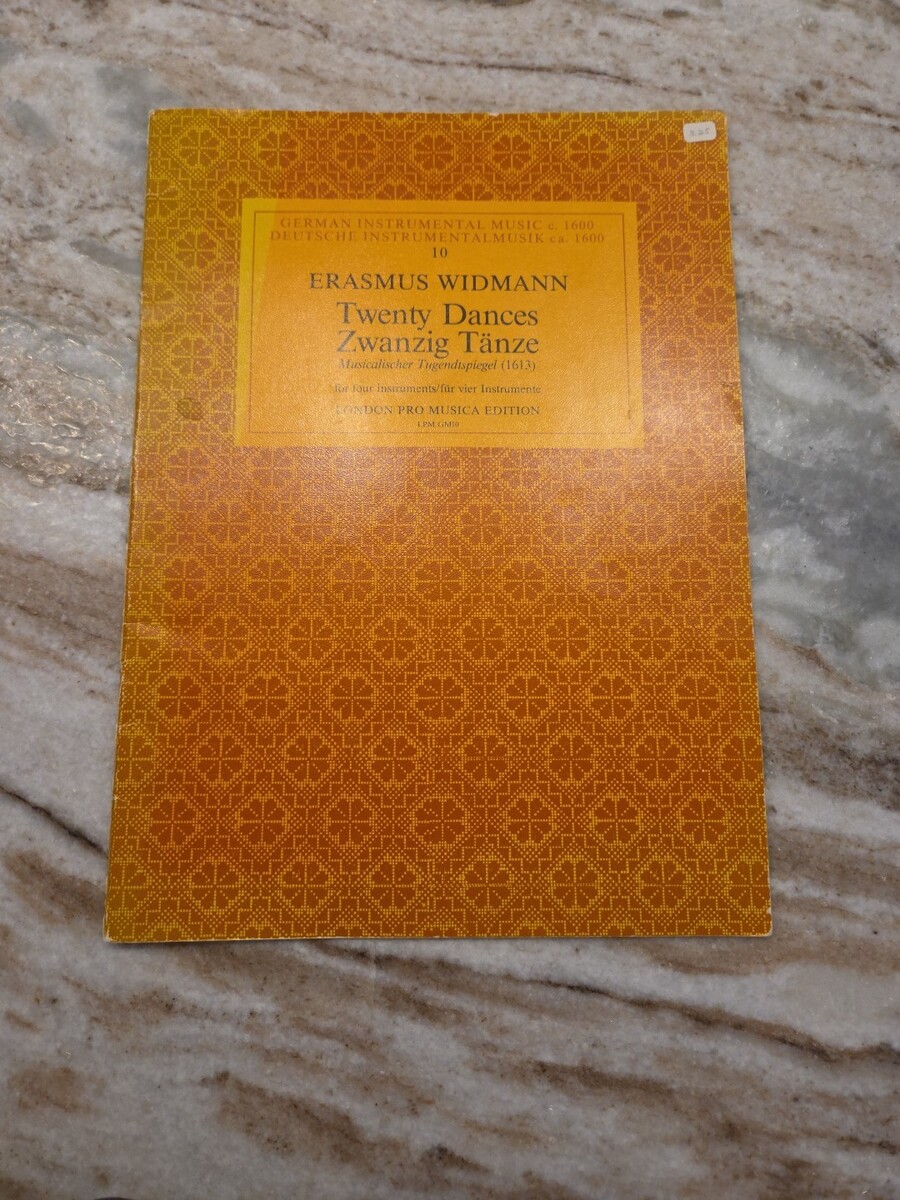 GERMAN INSTRUMENTAL MUSIC c. 1600
DEUTSCHE INSTRUMENTALMUSIK ca. 1600
10
ERASMUS WIDMANN
Twenty Dances
Zwanzig Tänze
Musicalischer Tugendtspiegel (1613)
for four instruments/für vier Instrumente
LONDON PRO MUSICA EDITION
LPM GM10